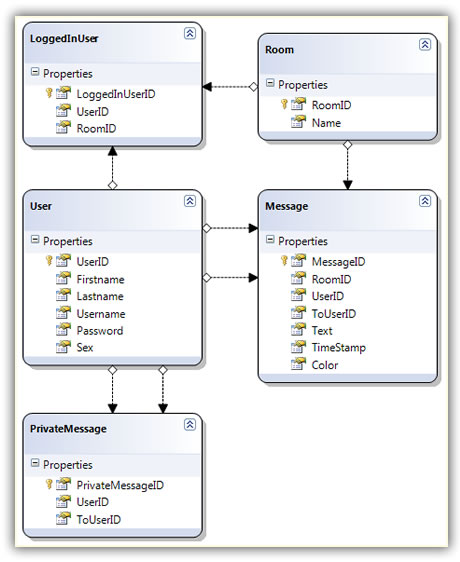 LoggedInUser
Properties
LoggedInUserID
UserID
RoomID
Room
Properties
RoomID
Name
User
Properties
UserID
Firstname
Lastname
Username
Password
Sex
Message
Properties
MessageID
RoomID
UserID
ToUserID
Text
TimeStamp
Color
PrivateMessage
Properties
PrivateMessageID
UserID
ToUserID